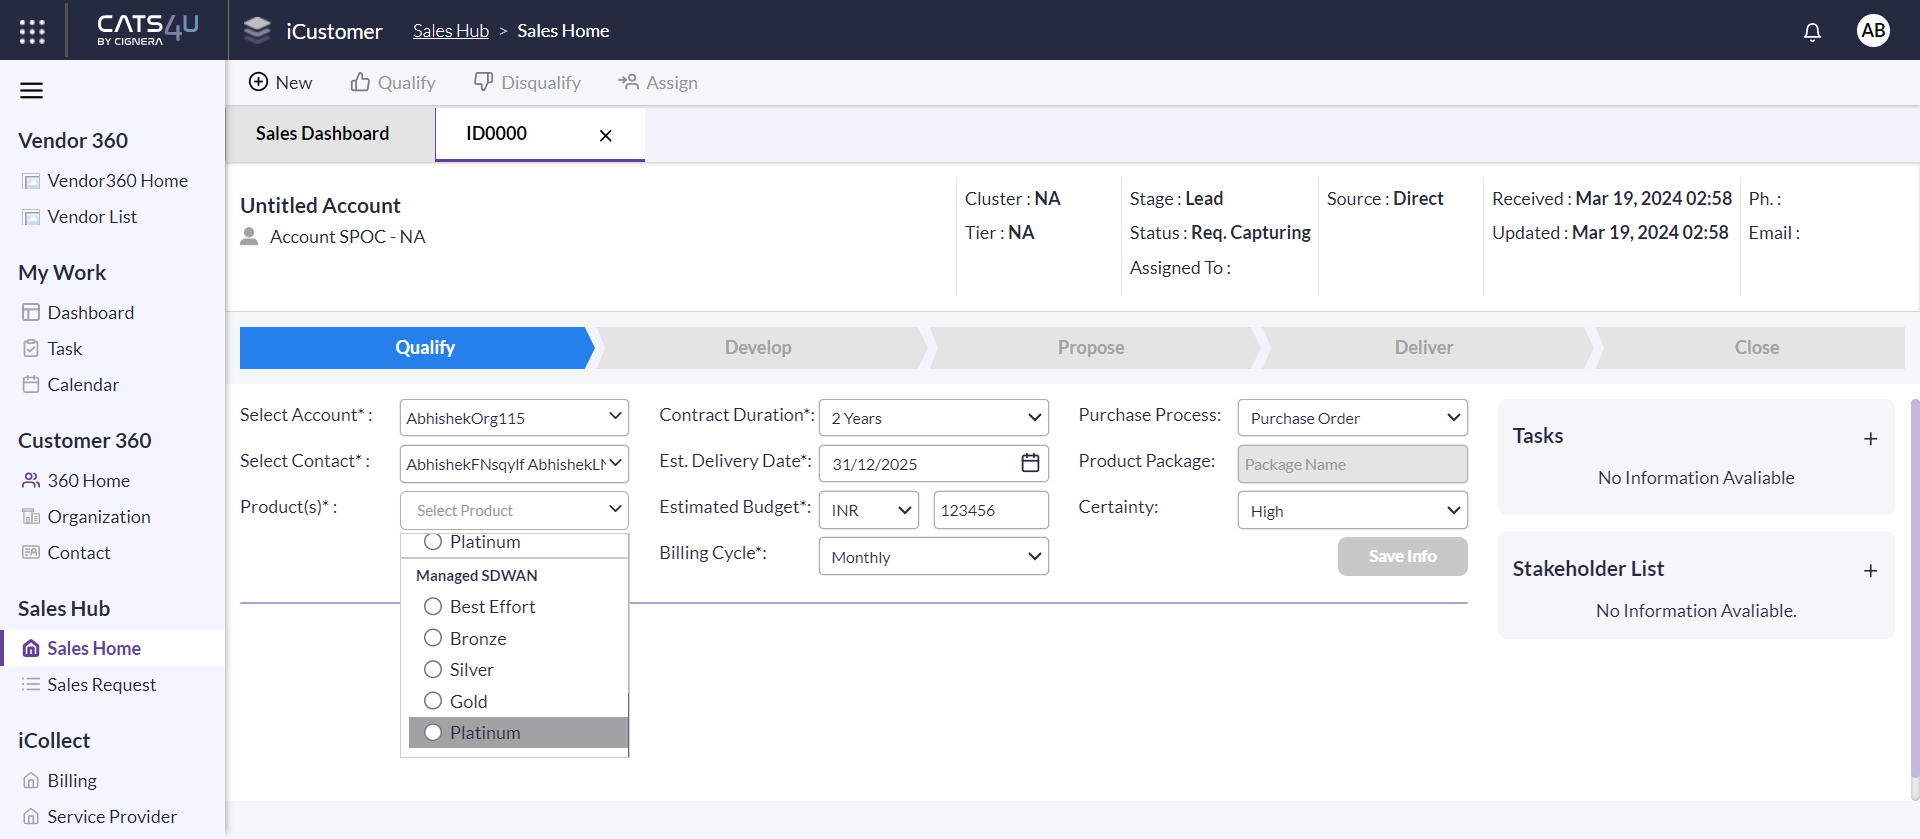 CATS4U
BY CIGNERA
iCustomer
Sales Hub > Sales Home
AB
New
Qualify
Disqualify
Assign
Sales Dashboard
ID0000
Vendor 360
Vendor360 Home
Vendor List
My Work
Dashboard
Task
Calendar
Customer 360
360 Home
Organization
Contact
Sales Hub
Sales Home
Sales Request
iCollect
Billing
Service Provider
Untitled Account
Account SPOC - NA
Cluster : NA
Tier : NA
Stage : Lead
Status : Req. Capturing
Assigned To :
Source : Direct
Received : Mar 19, 2024 02:58
Updated : Mar 19, 2024 02:58
Ph. :
Email :
Qualify
Develop
Propose
Deliver
Close
Select Account* :
AbhishekOrg115
Select Contact* :
AbhishekFNsqylf
Product(s)* :
Select Product
Platinum
Managed SDWAN
Best Effort
Bronze
Silver
Gold
Platinum
Contract Duration*:
2 Years
Est. Delivery Date*:
31/12/2025
Estimated Budget*:
INR
123456
Billing Cycle*:
Monthly
Purchase Process:
Purchase Order
Product Package:
Package Name
Certainty:
High
Save Info
Tasks
+
No Information Avaliable
Stakeholder List
+
No Information Avaliable.